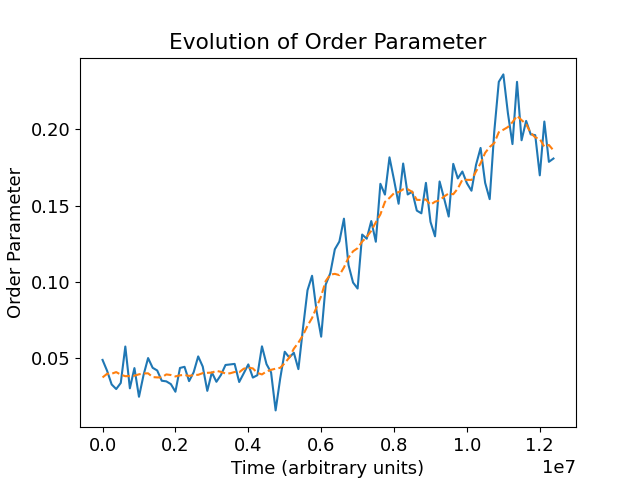 Evolution of Order Parameter
Order Parameter
0.20
0.15
0.10
0.05
0.0 0.2 0.4 0.6 0.8 1.0 1.2
1e7
Time (arbitrary units)